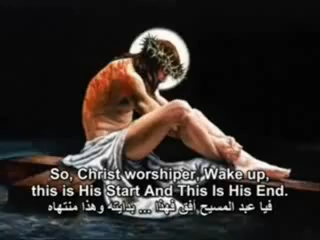 So, Christ worshiper, Wake up,
this is His Start And This Is His End.
فيا عبد المسيح افق فهذا ... بدايته وهذا منتهاه